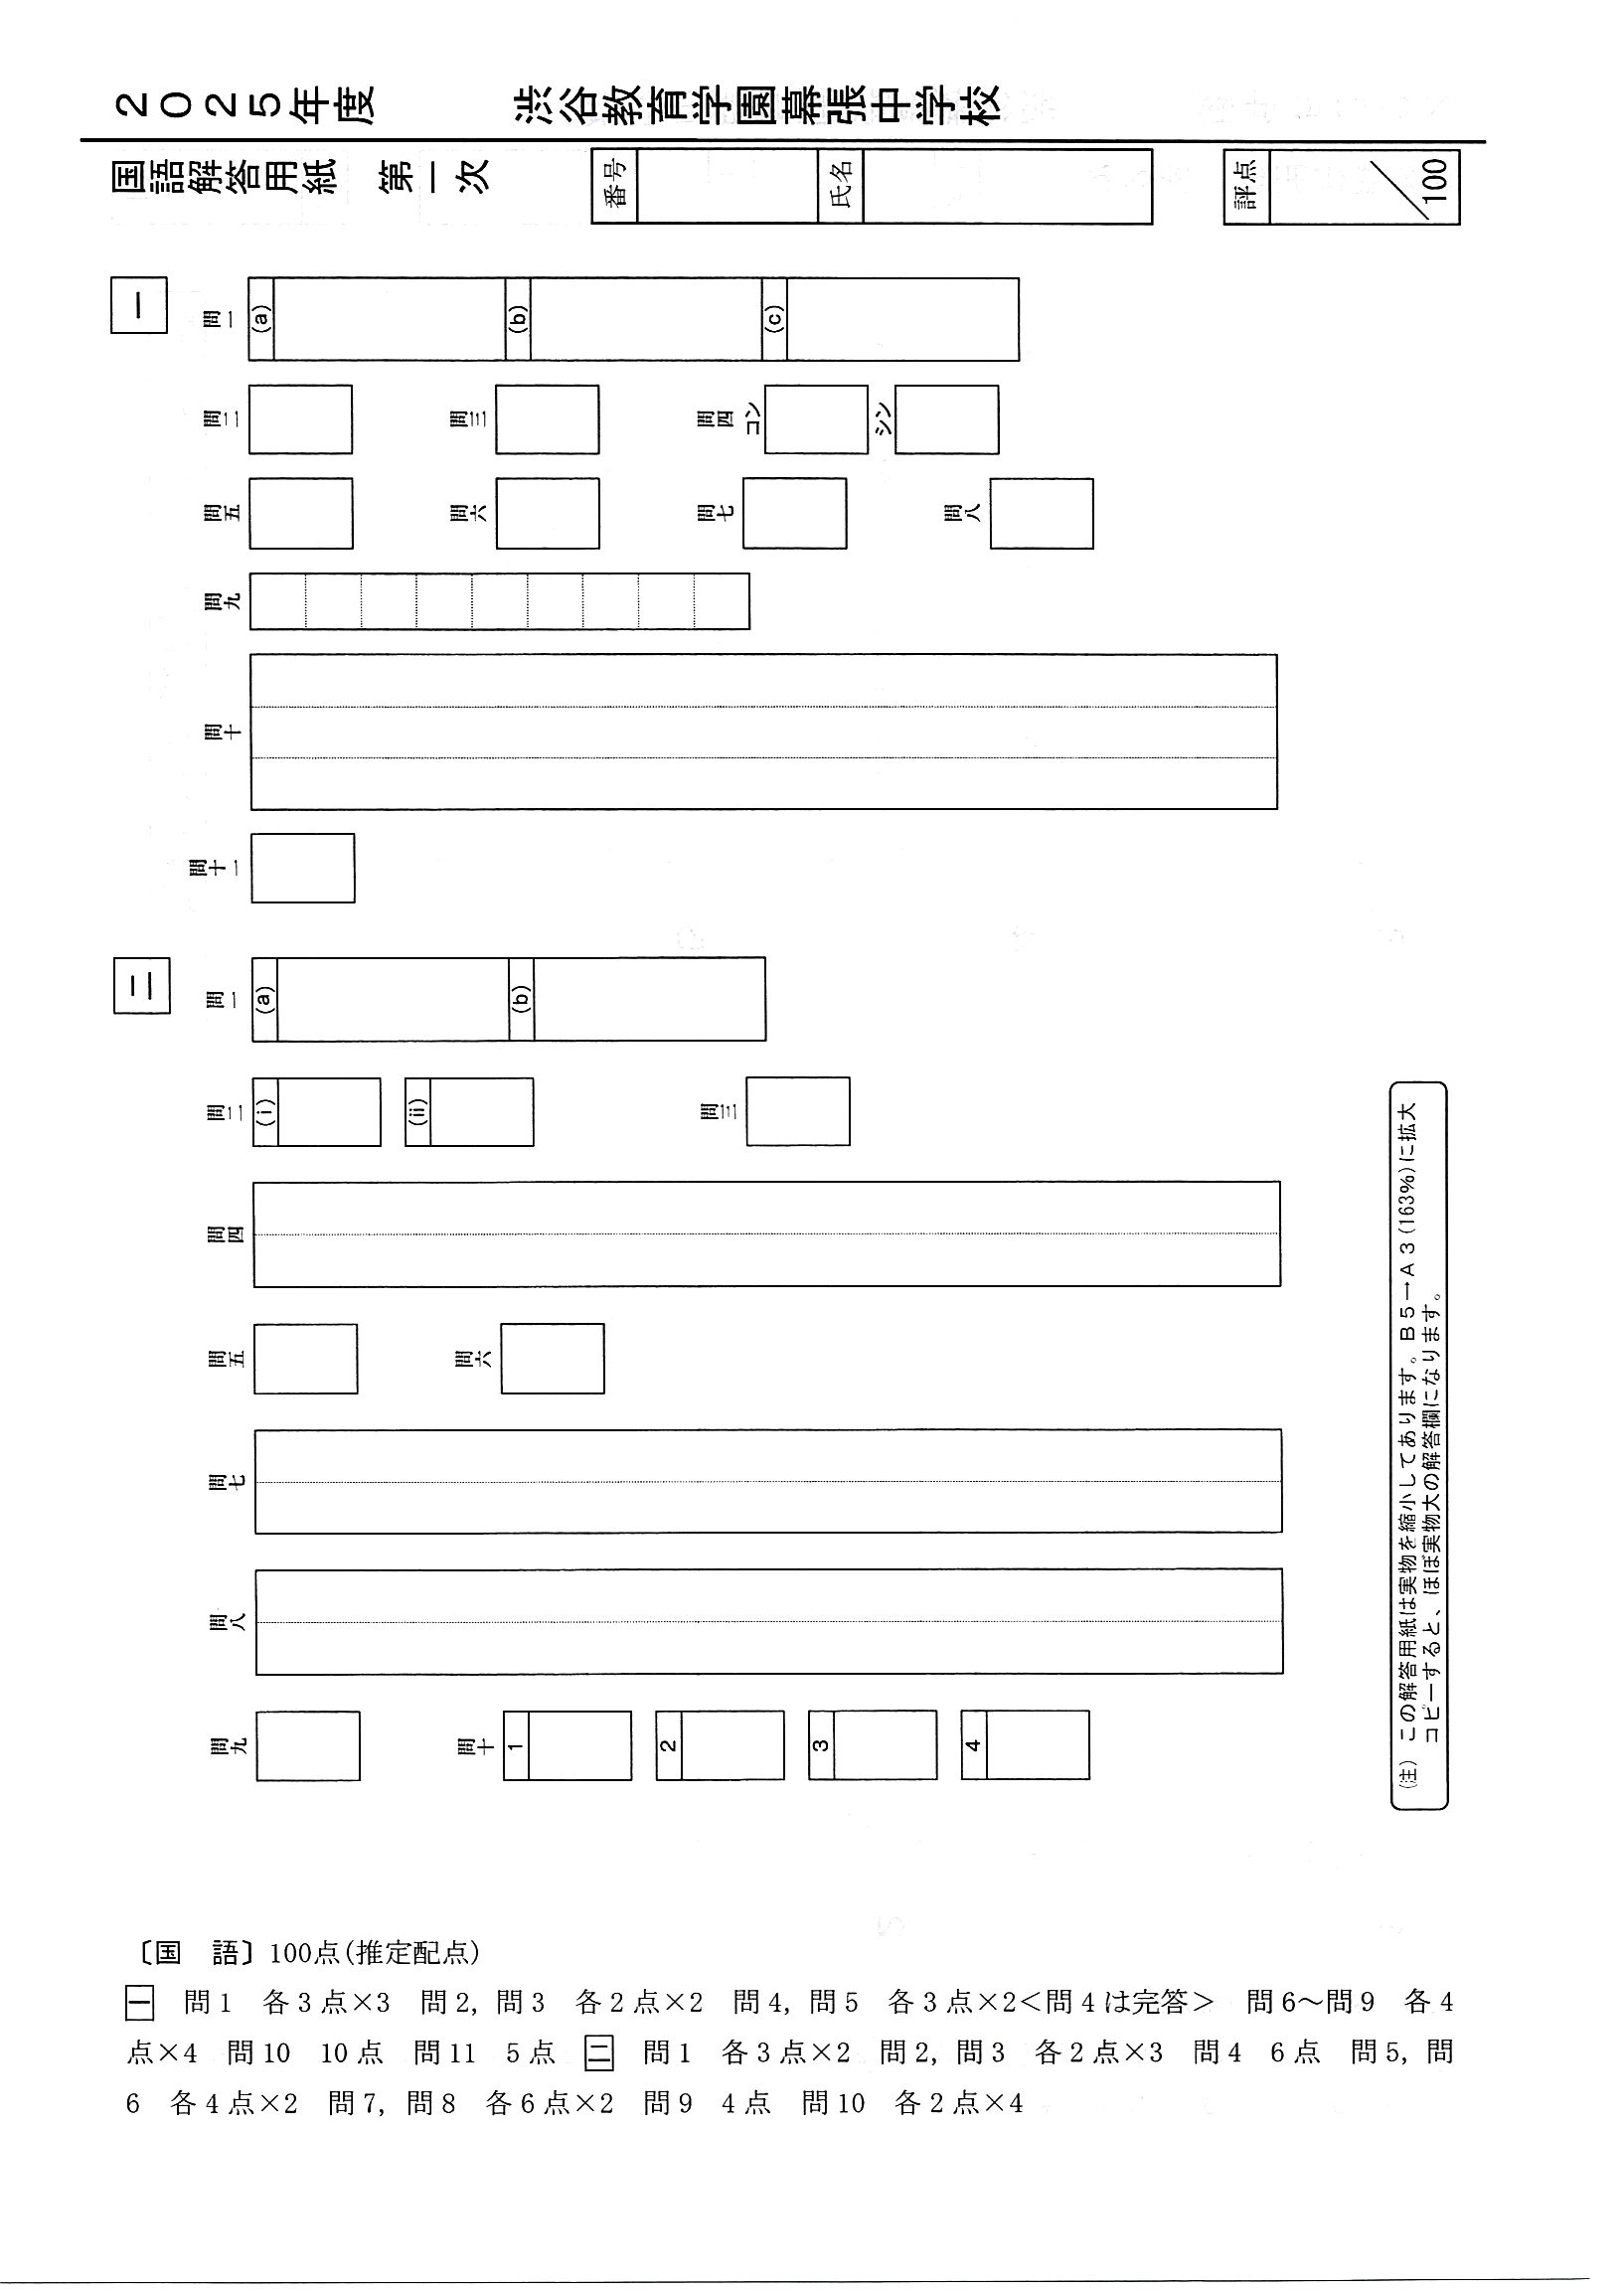 2025年度　渋谷教育学園幕張中学校
国語解答用紙　第一次
番号
氏名
評点
／100
一
問一
(a)
(b)
(c)
問二
問三
問四
コン
シン
問五
問六
問七
問八
問九
問十
問十一
二
問一
(a)
(b)
問二
(i)
(ii)
問三
問四
問五
問六
問七
問八
問九
問十
1
2
3
4
(注) この解答用紙は実物を縮小してあります。B5→A3(163%)に拡大
コピーすると、ほぼ実物大の解答欄になります。
〔国　語〕100点(推定配点)
一　問1　各3点×3　問2，問3　各2点×2　問4，問5　各3点×2＜問4は完答＞　問6～問9　各4
点×4　問10　10点　問11　5点　二　問1　各3点×2　問2，問3　各2点×3　問4　6点　問5，問
6　各4点×2　問7，問8　各6点×2　問9　4点　問10　各2点×4